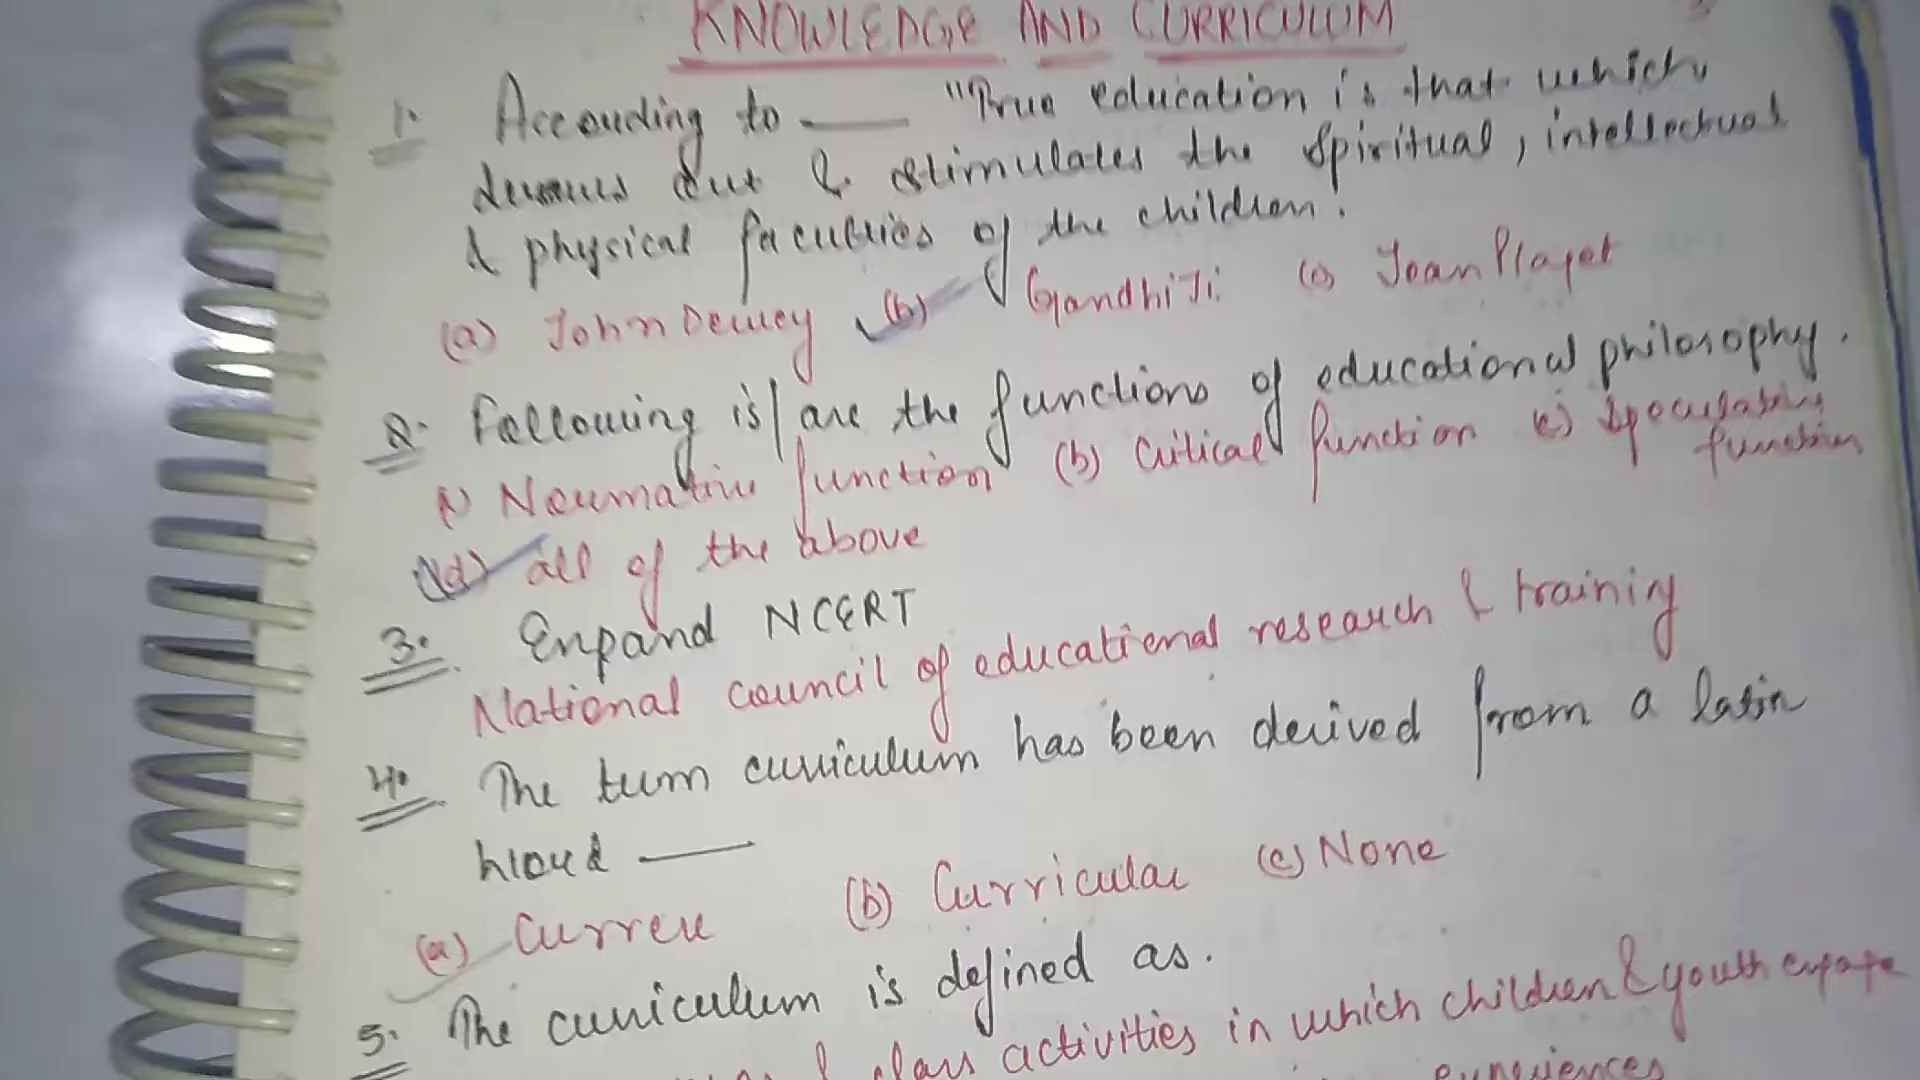 KNOWLEDGE AND CURRICULUM
1. According to — "True education is that which
draws out & stimulates the spiritual, intellectual
& physical faculties of the children.
(a) John Dewey (b) GandhiJi (c) Jean Piaget
2. Following is/are the functions of educational philosophy.
Normative function (b) Critical function (c) Speculative
function
(d) all of the above
3. Expand NCERT
National council of educational research & training
4. The term curriculum has been derived from a latin
word —
(a) Currere (b) Curricular (c) None
5. The curriculum is defined as.
& play activities in which children & youth engage
experiences